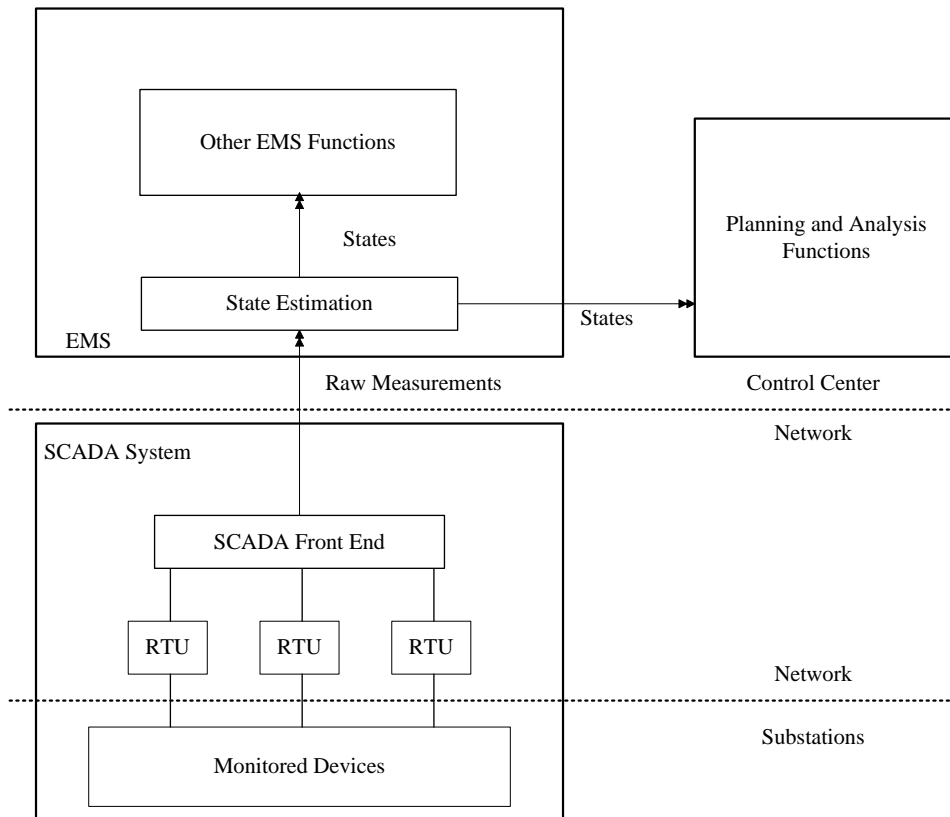 Other EMS Functions
Planning and Analysis
Functions
States
State Estimation
States
EMS
Raw Measurements
Control Center
Network
SCADA System
SCADA Front End
RTU
RTU
RTU
Network
Substations
Monitored Devices